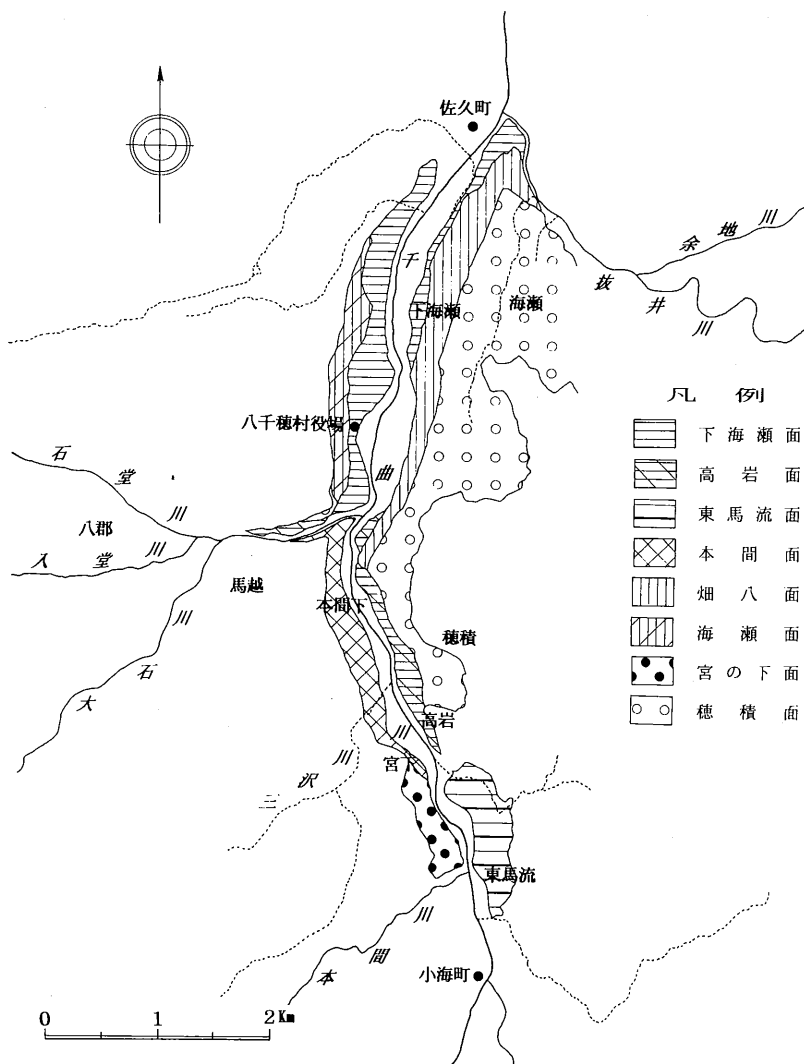 佐久町
余地川
抜井川
千曲川
下海瀬
海瀬
八千穂村役場
石堂川
八郡
入堂川
馬越
大石川
本間下
穂積
高岩
宮下
三沢川
東馬流
本間川
小海町
凡例
下海瀬面
高岩面
東馬流面
本間面
畑八面
海瀬面
宮の下面
穂積面
0 1 2 Km